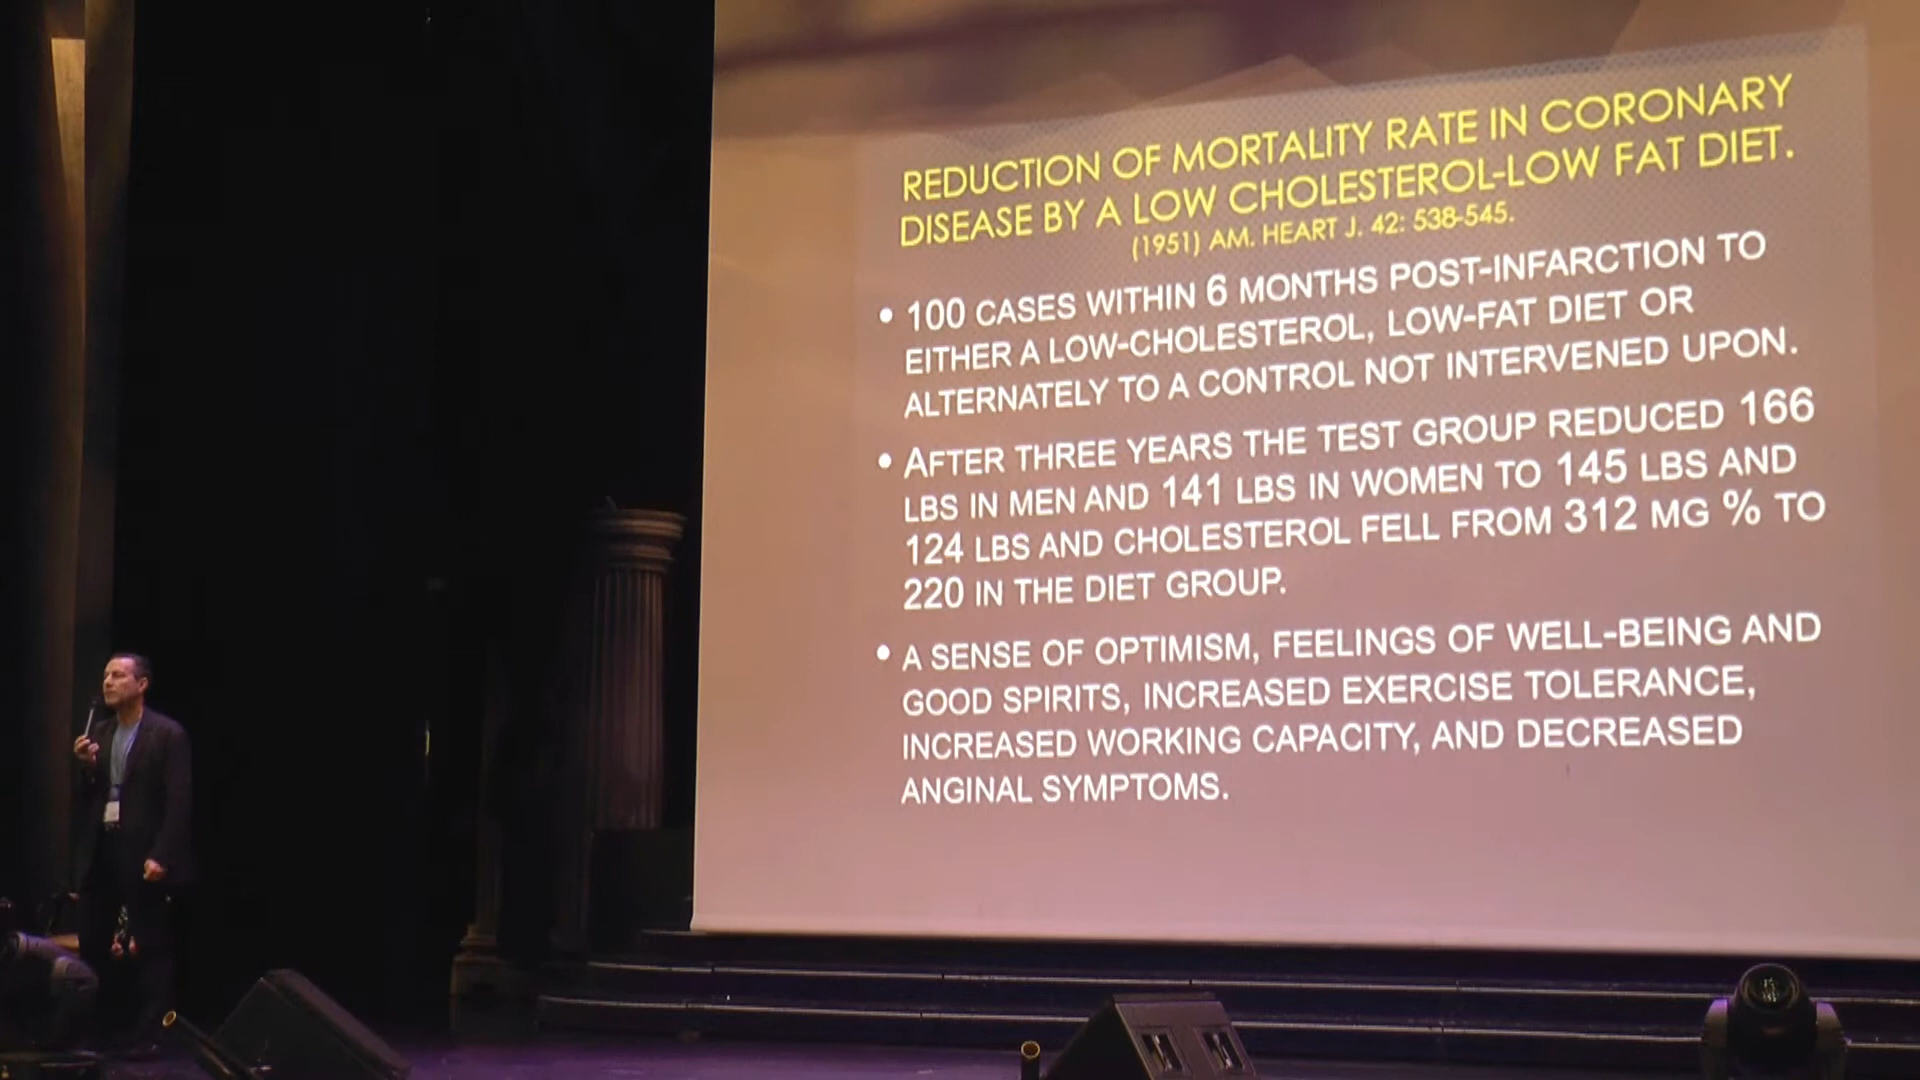 REDUCTION OF MORTALITY RATE IN CORONARY
DISEASE BY A LOW CHOLESTEROL-LOW FAT DIET.
(1951) AM. HEART J. 42: 538-545.
• 100 CASES WITHIN 6 MONTHS POST-INFARCTION TO
EITHER A LOW-CHOLESTEROL, LOW-FAT DIET OR
ALTERNATELY TO A CONTROL NOT INTERVENED UPON.
• AFTER THREE YEARS THE TEST GROUP REDUCED 166
LBS IN MEN AND 141 LBS IN WOMEN TO 145 LBS AND
124 LBS AND CHOLESTEROL FELL FROM 312 MG % TO
220 IN THE DIET GROUP.
• A SENSE OF OPTIMISM, FEELINGS OF WELL-BEING AND
GOOD SPIRITS, INCREASED EXERCISE TOLERANCE,
INCREASED WORKING CAPACITY, AND DECREASED
ANGINAL SYMPTOMS.